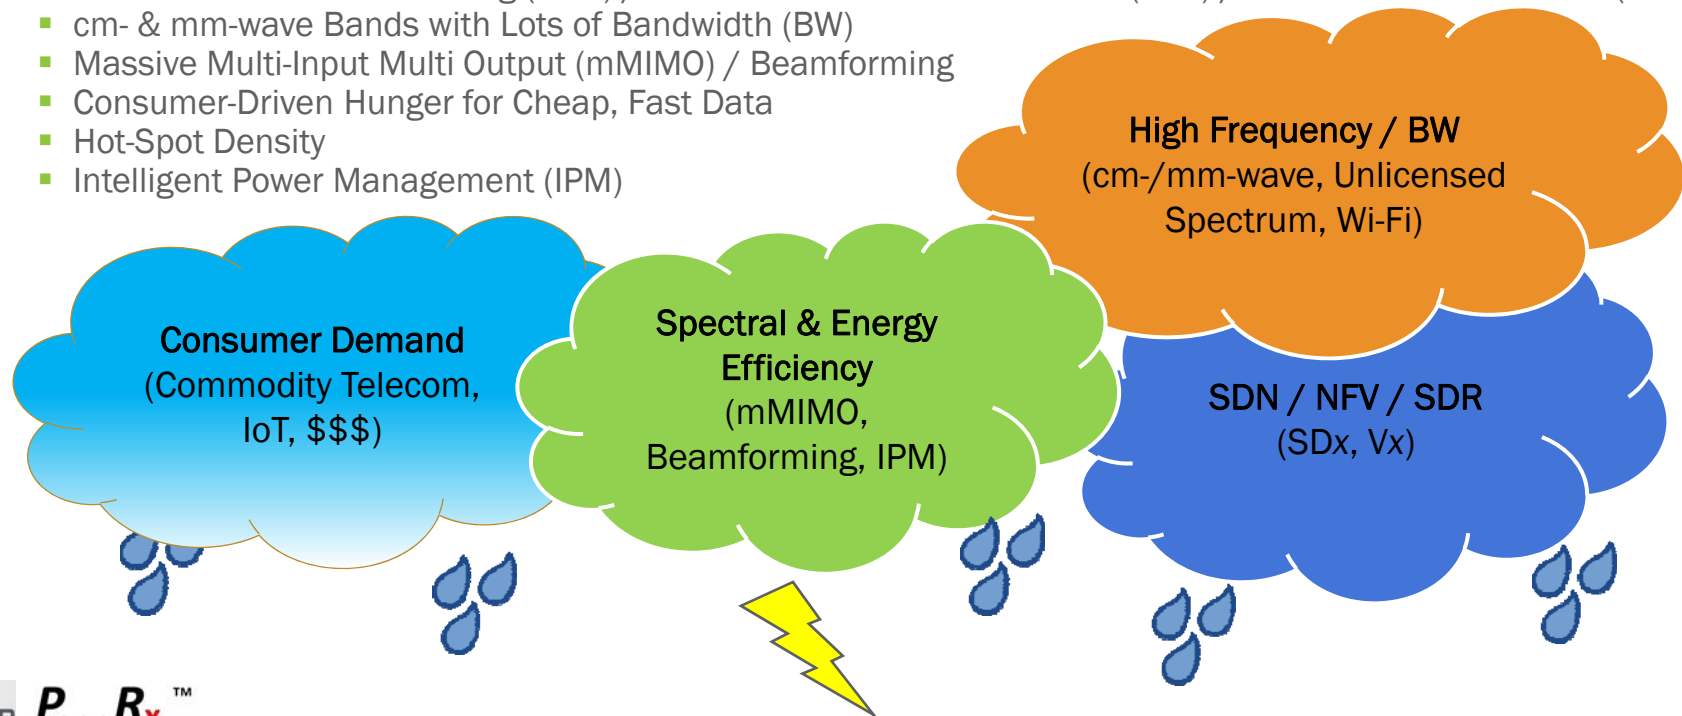 ▪ cm- & mm-wave Bands with Lots of Bandwidth (BW)
▪ Massive Multi-Input Multi Output (mMIMO) / Beamforming
▪ Consumer-Driven Hunger for Cheap, Fast Data
▪ Hot-Spot Density
▪ Intelligent Power Management (IPM)
High Frequency / BW
(cm-/mm-wave, Unlicensed
Spectrum, Wi-Fi)
Consumer Demand
(Commodity Telecom,
IoT, $$$)
Spectral & Energy
Efficiency
(mMIMO,
Beamforming, IPM)
SDN / NFV / SDR
(SDx, Vx)
P R ™